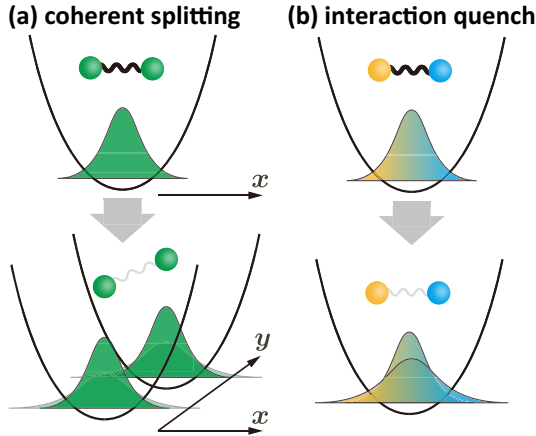 (a) coherent splitting
(b) interaction quench
x
x
y
x